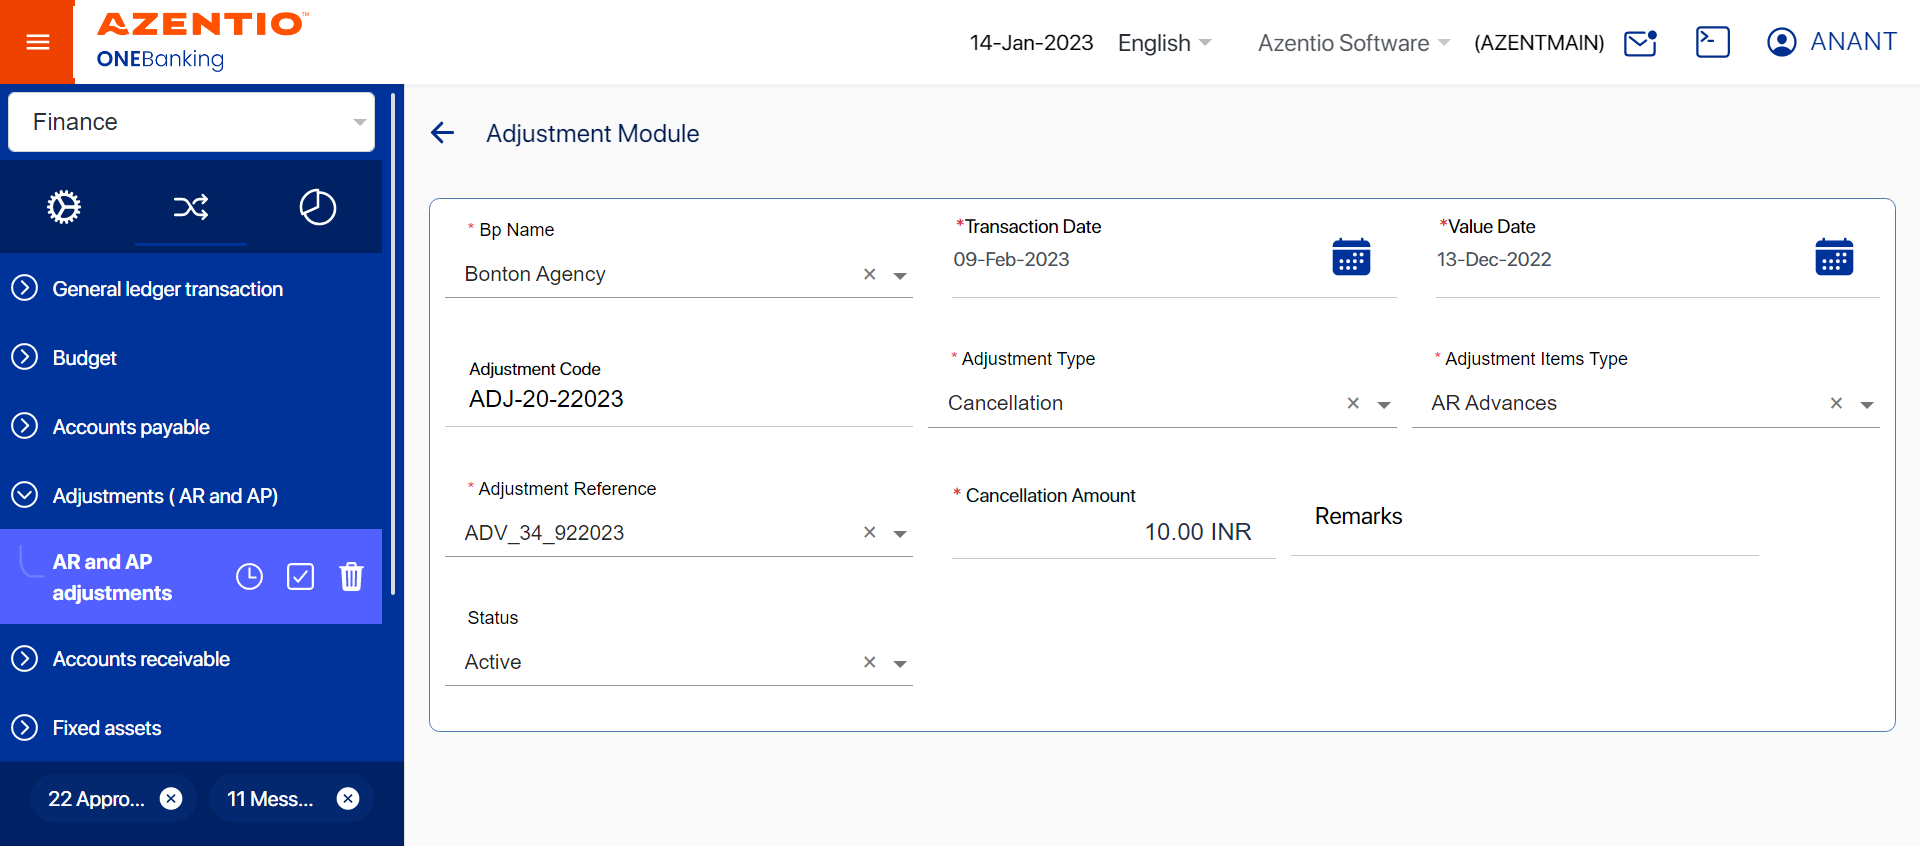 AZENTIO™
ONEBanking
14-Jan-2023 English Azentio Software (AZENTMAIN) ANANT
Finance
General ledger transaction
Budget
Accounts payable
Adjustments ( AR and AP)
AR and AP
adjustments
Accounts receivable
Fixed assets
22 Appro...
11 Mess...
Adjustment Module
* Bp Name
Bonton Agency
*Transaction Date
09-Feb-2023
*Value Date
13-Dec-2022
Adjustment Code
ADJ-20-22023
* Adjustment Type
Cancellation
* Adjustment Items Type
AR Advances
* Adjustment Reference
ADV_34_922023
* Cancellation Amount
10.00 INR
Remarks
Status
Active